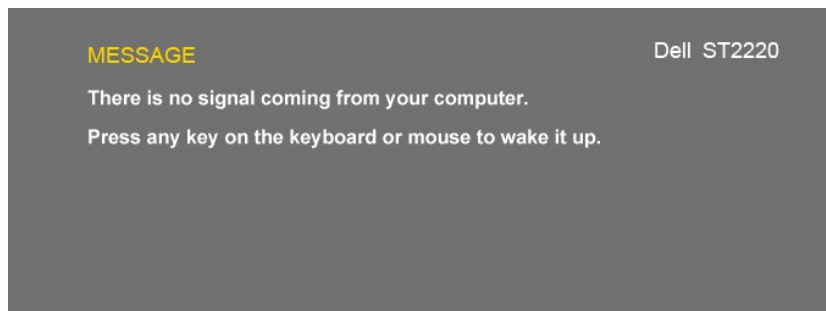 MESSAGE
Dell ST2220
There is no signal coming from your computer.
Press any key on the keyboard or mouse to wake it up.